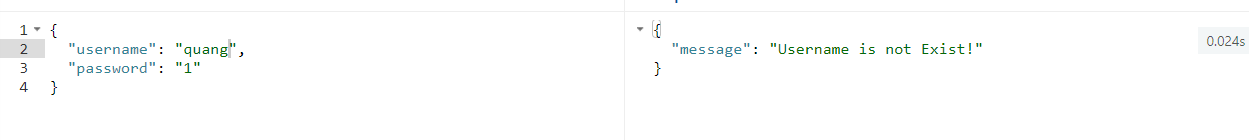 1 {
2 "username": "quang",
3 "password": "1"
4 }
{
"message": "Username is not Exist!"
}
0.024s